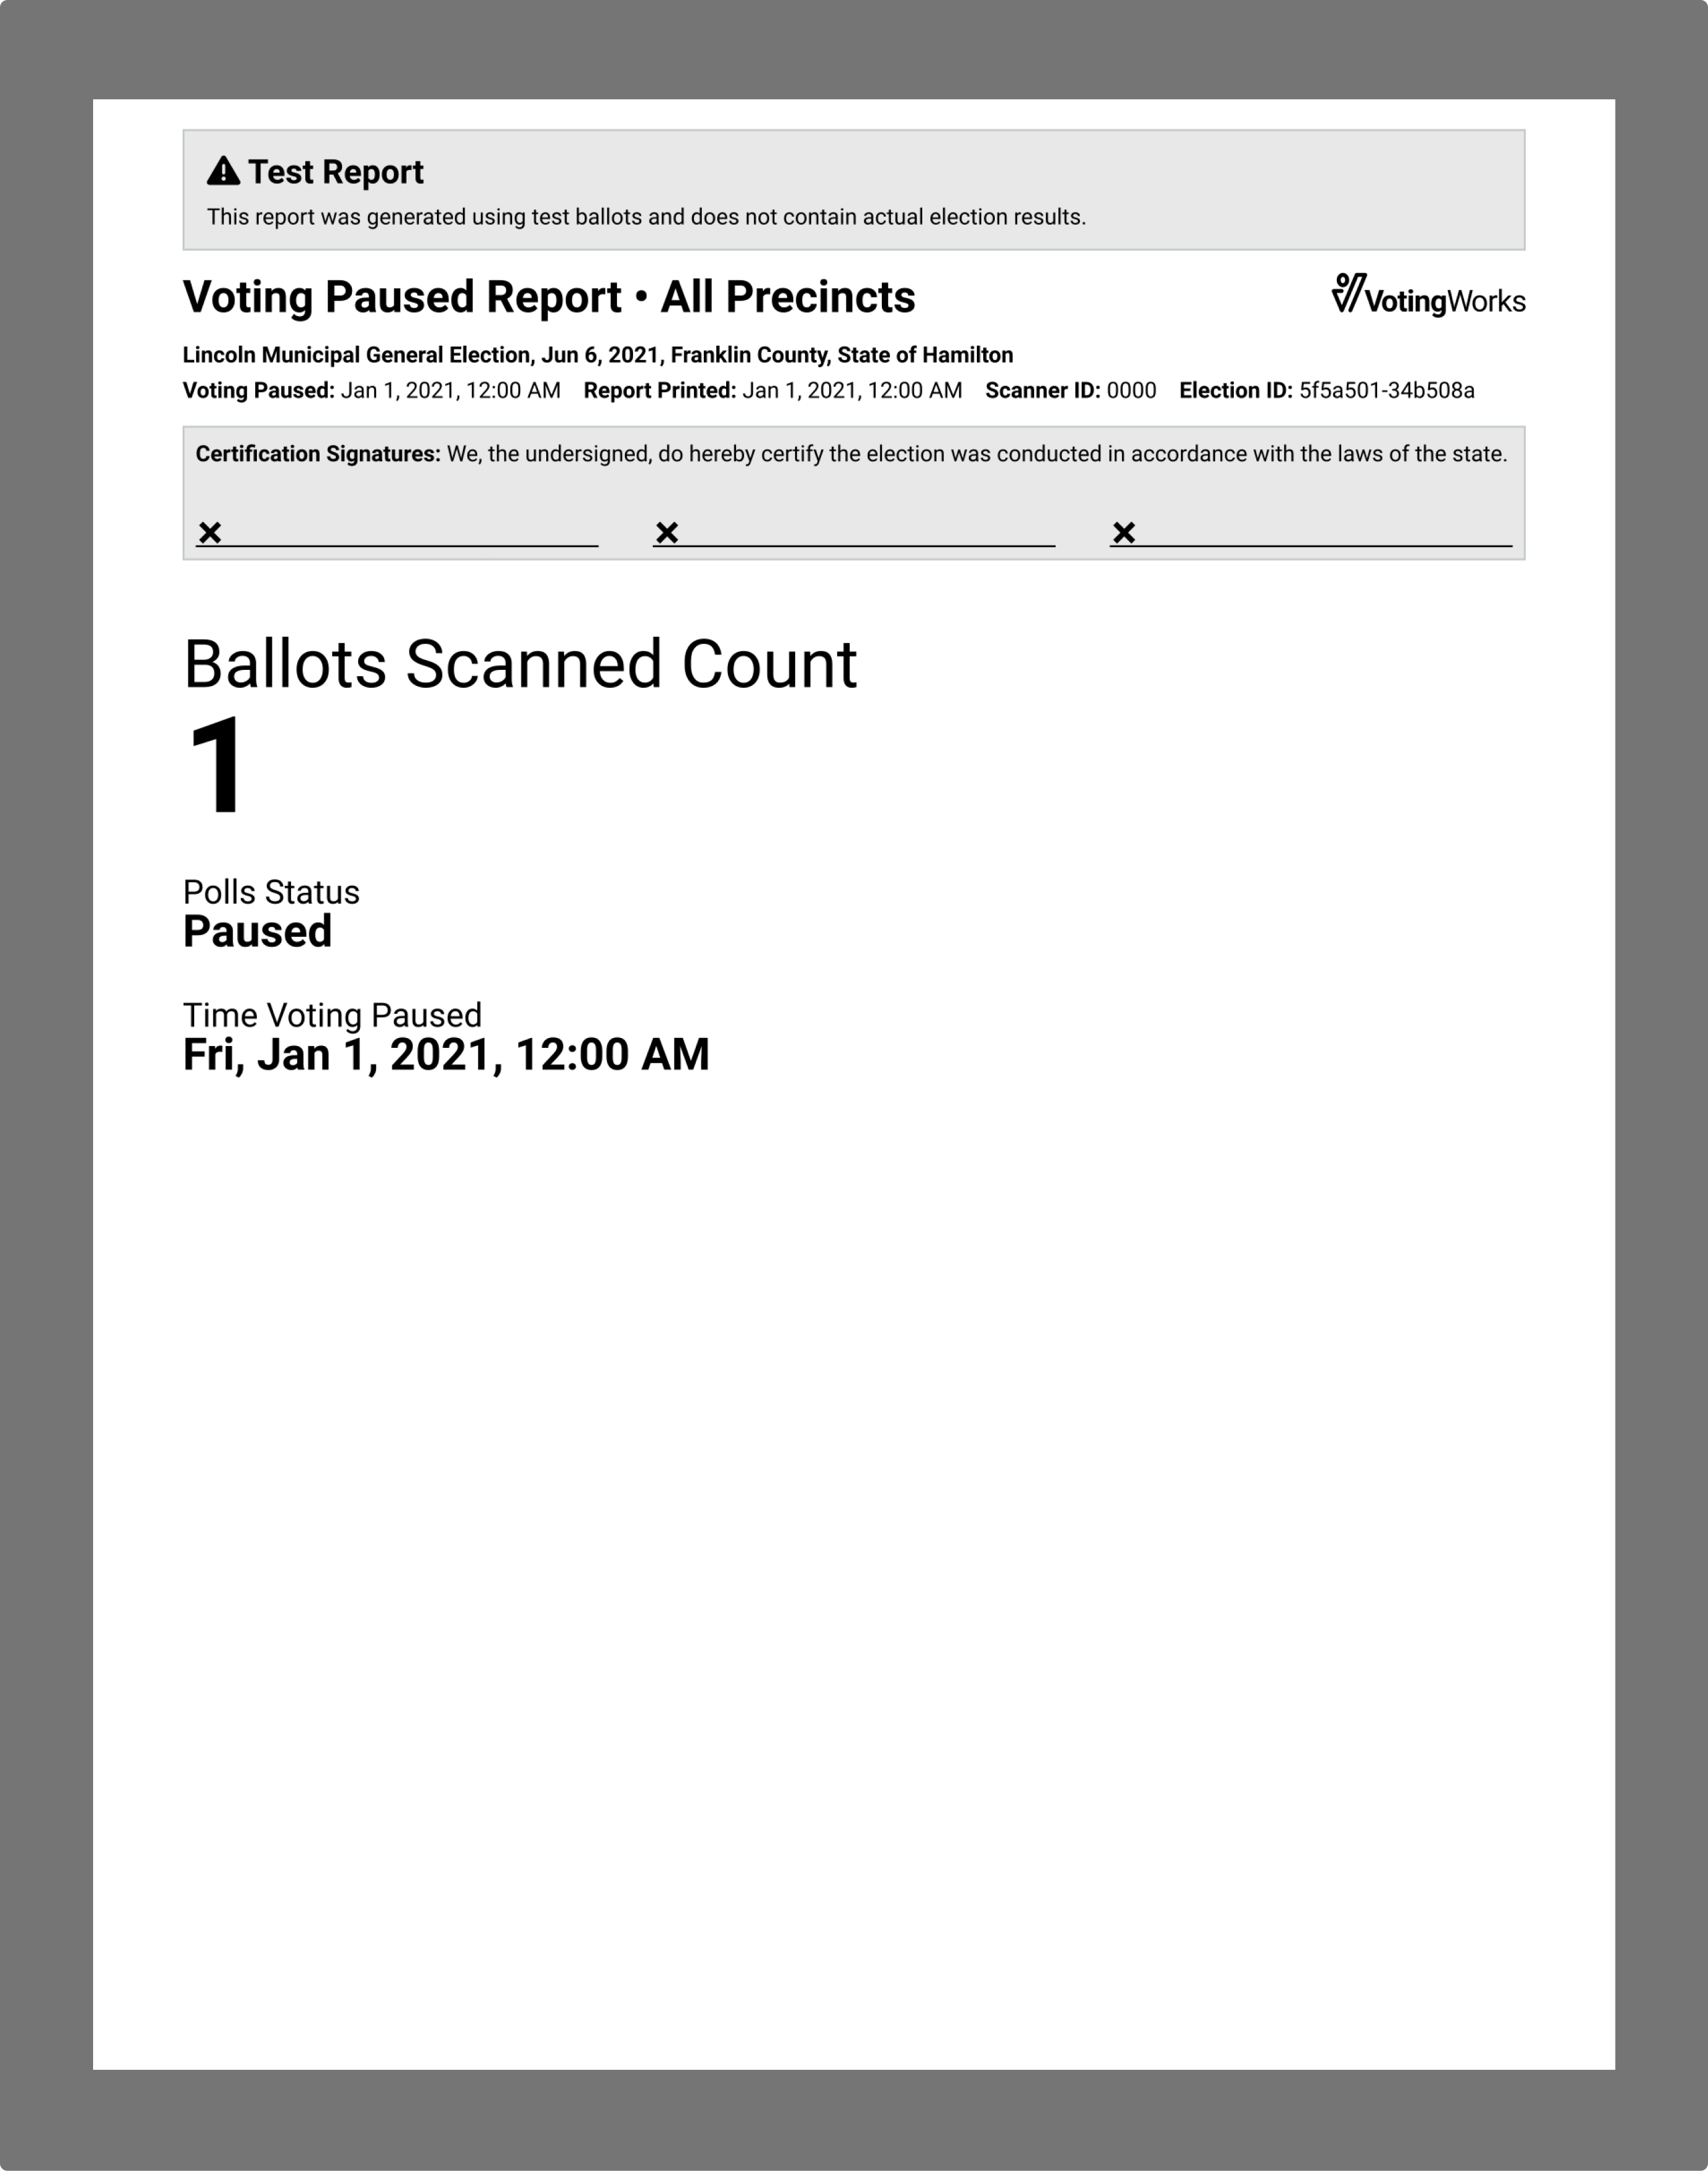 Test Report
This report was generated using test ballots and does not contain actual election results.
Voting Paused Report • All Precincts
VotingWorks
Lincoln Municipal General Election, Jun 6, 2021, Franklin County, State of Hamilton
Voting Paused: Jan 1, 2021, 12:00 AM Report Printed: Jan 1, 2021, 12:00 AM Scanner ID: 0000 Election ID: 5f5a501-34b508a
Certification Signatures: We, the undersigned, do hereby certify the election was conducted in accordance with the laws of the state.
Ballots Scanned Count
1
Polls Status
Paused
Time Voting Paused
Fri, Jan 1, 2021, 12:00 AM